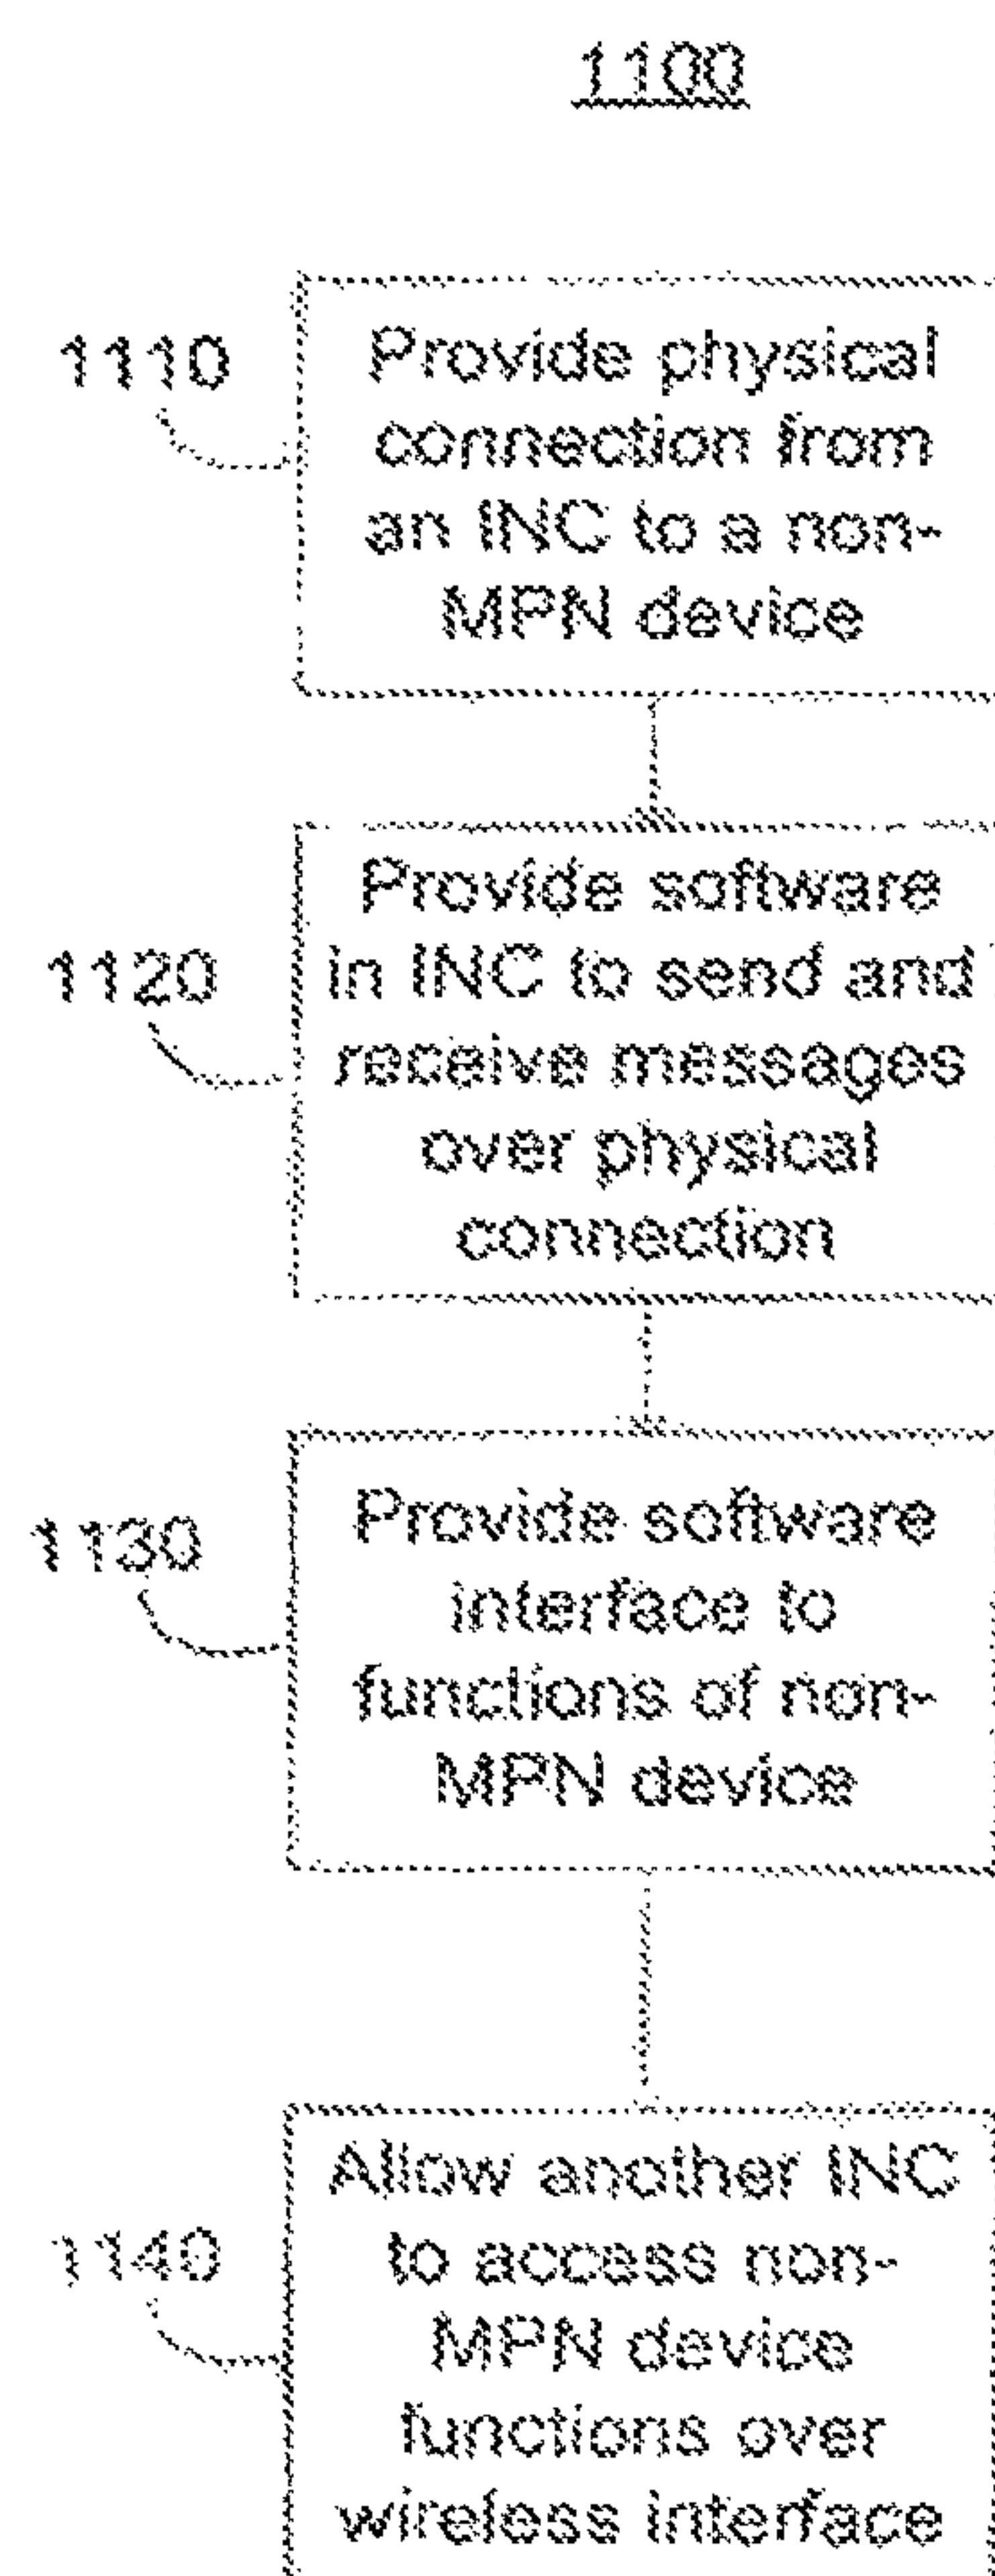 1100
1110
Provide physical
connection from
an INC to a non-
MPN device
1120
Provide software
in INC to send and
receive messages
over physical
connection
1130
Provide software
interface to
functions of non-
MPN device
1140
Allow another INC
to access non-
MPN device
functions over
wireless interface